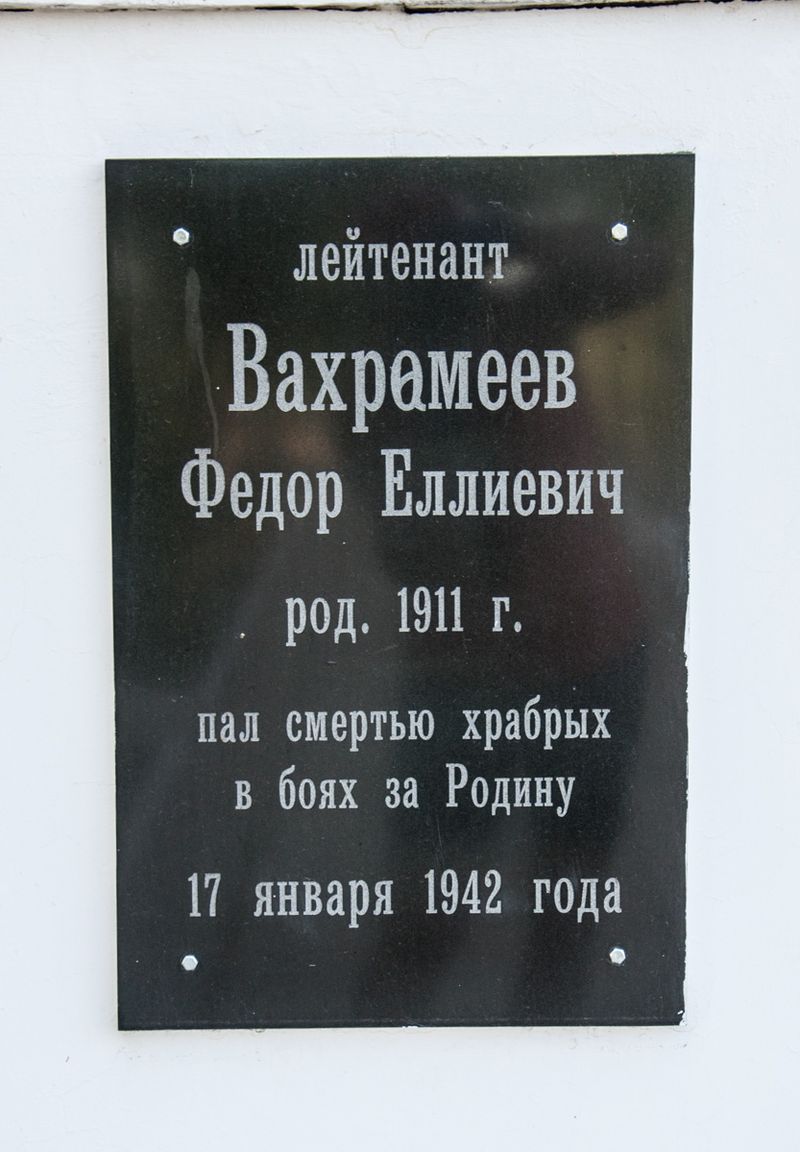 лейтенант
Вахрамеев
Федор Еллиевич
род. 1911 г.
пал смертью храбрых
в боях за Родину
17 января 1942 года